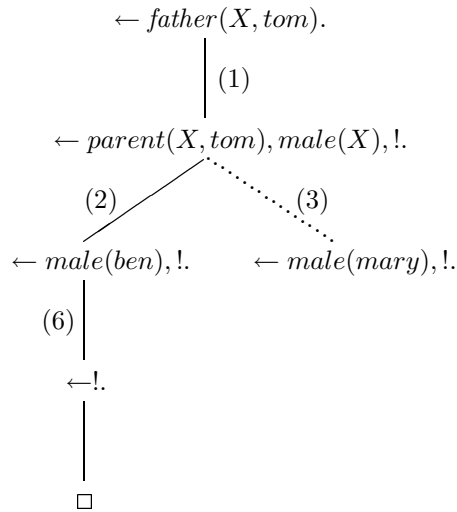 ← father(X, tom).
(1)
← parent(X, tom), male(X), !.
(2) (3)
← male(ben), !. ← male(mary), !.
(6)
←!.
□